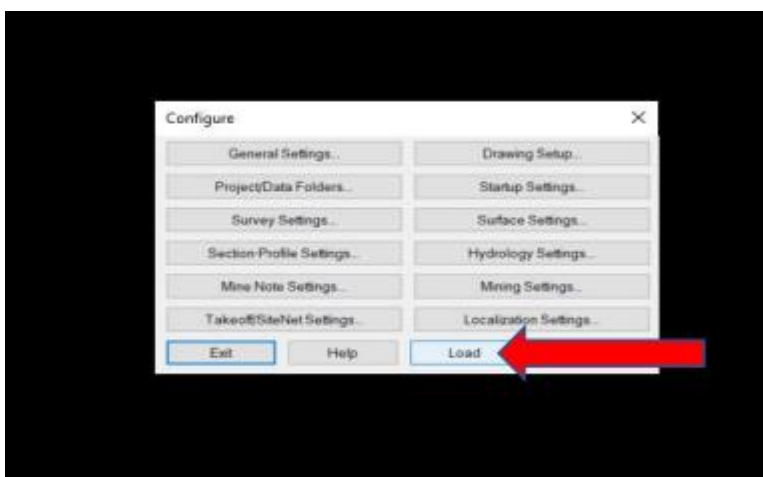 Configure
General Settings... Drawing Setup...
Project/Data Folders... Startup Settings...
Survey Settings... Surface Settings...
Section-Profile Settings... Hydrology Settings...
Mine Note Settings... Mining Settings...
Takeoff/SiteNet Settings... Localization Settings...
Exit Help Load